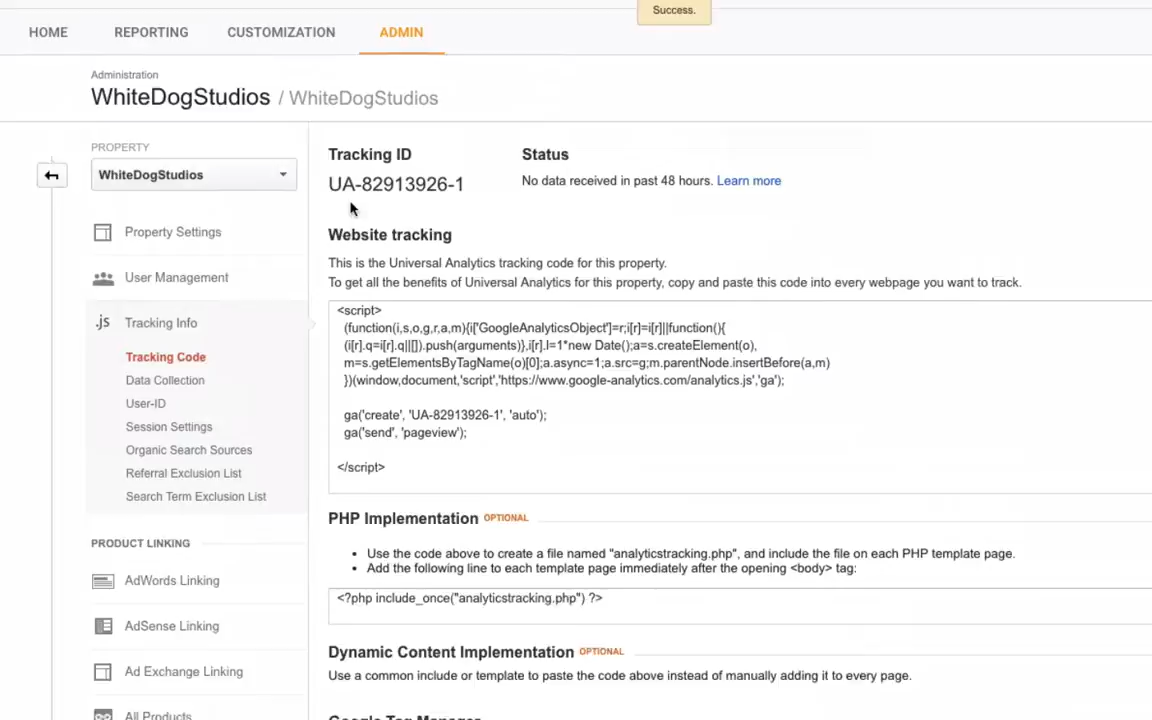 Success.
HOME REPORTING CUSTOMIZATION ADMIN
Administration
WhiteDogStudios / WhiteDogStudios
PROPERTY
WhiteDogStudios
Property Settings
User Management
.js Tracking Info
Tracking Code
Data Collection
User-ID
Session Settings
Organic Search Sources
Referral Exclusion List
Search Term Exclusion List
PRODUCT LINKING
AdWords Linking
AdSense Linking
Ad Exchange Linking
All Products
Tracking ID
UA-82913926-1
Status
No data received in past 48 hours. Learn more
Website tracking
This is the Universal Analytics tracking code for this property.
To get all the benefits of Universal Analytics for this property, copy and paste this code into every webpage you want to track.
<script>
(function(i,s,o,g,r,a,m){i['GoogleAnalyticsObject']=r;i[r]=i[r]||function(){
(i[r].q=i[r].q||[]).push(arguments)},i[r].l=1*new Date();a=s.createElement(o),
m=s.getElementsByTagName(o)[0];a.async=1;a.src=g;m.parentNode.insertBefore(a,m)
})(window,document,'script','https://www.google-analytics.com/analytics.js','ga');
ga('create', 'UA-82913926-1', 'auto');
ga('send', 'pageview');
</script>
PHP Implementation OPTIONAL
• Use the code above to create a file named "analyticstracking.php", and include the file on each PHP template page.
• Add the following line to each template page immediately after the opening <body> tag:
<?php include_once("analyticstracking.php") ?>
Dynamic Content Implementation OPTIONAL
Use a common include or template to paste the code above instead of manually adding it to every page.
Google Tag Manager